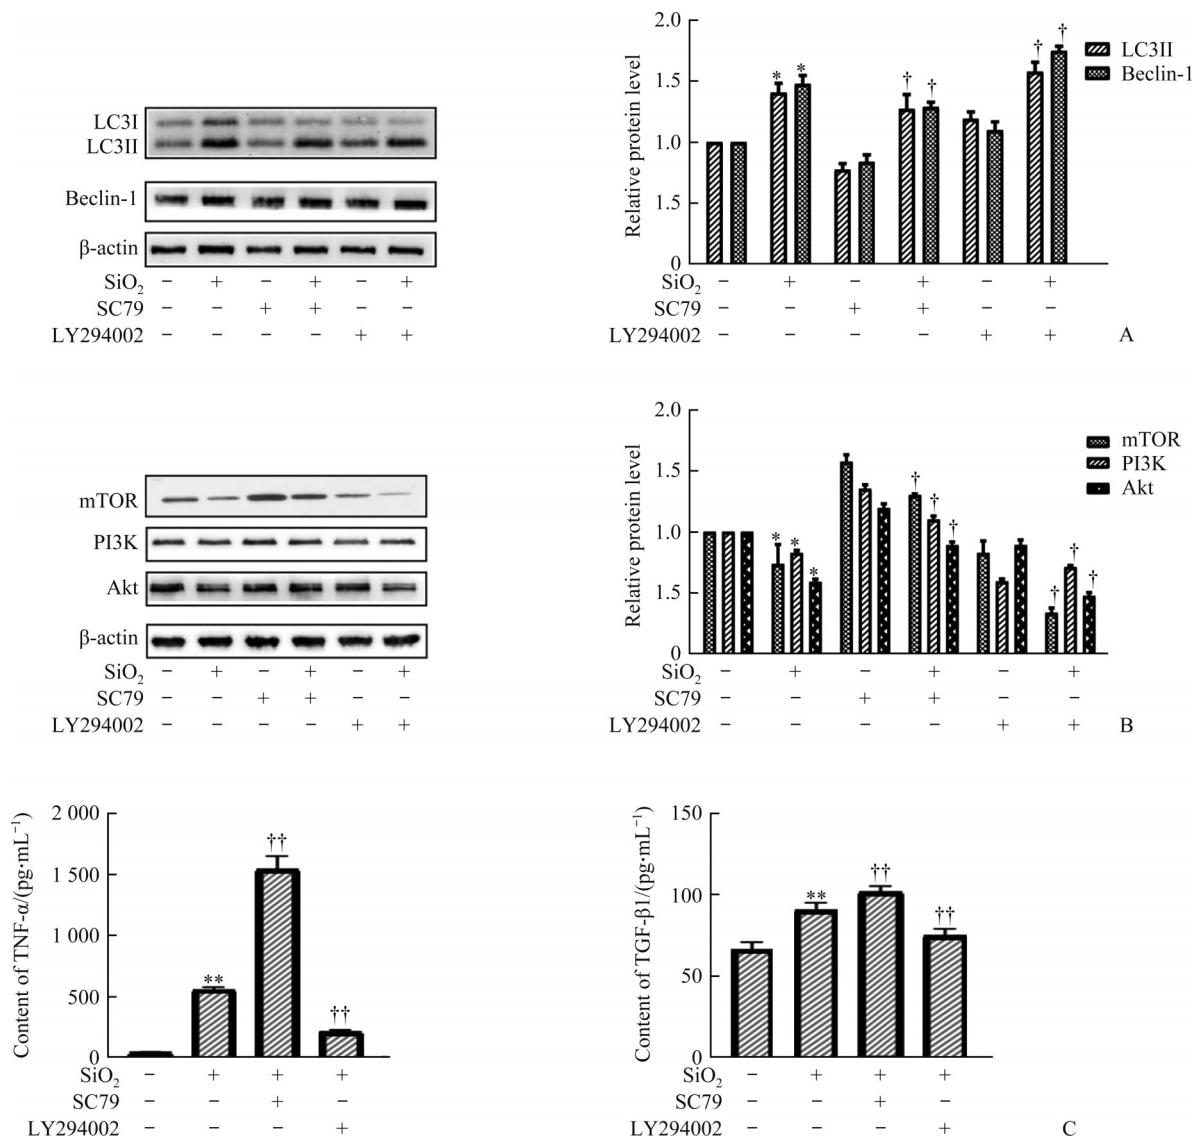 LC3I
LC3II
Beclin-1
β-actin
SiO₂ − + − + − +
SC79 − − + + − −
LY294002 − − − − + +
Relative protein level
2.0
1.5
1.0
1.5
0
* * † † † †
LC3II
Beclin-1
SiO₂ − + − + − +
SC79 − − + + − −
LY294002 − − − − + +
A
mTOR
PI3K
Akt
β-actin
SiO₂ − + − + − +
SC79 − − + + − −
LY294002 − − − − + +
Relative protein level
2.0
1.5
1.0
1.5
0
* * * † † † † † †
mTOR
PI3K
Akt
SiO₂ − + − + − +
SC79 − − + + − −
LY294002 − − − − + +
B
Content of TNF-α/(pg·mL⁻¹)
2 000
1 500
1 000
500
0
** †† ††
SiO₂ − + + +
SC79 − − + −
LY294002 − − − +
Content of TGF-β1/(pg·mL⁻¹)
150
100
50
0
** †† ††
SiO₂ − + + +
SC79 − − + −
LY294002 − − − +
C